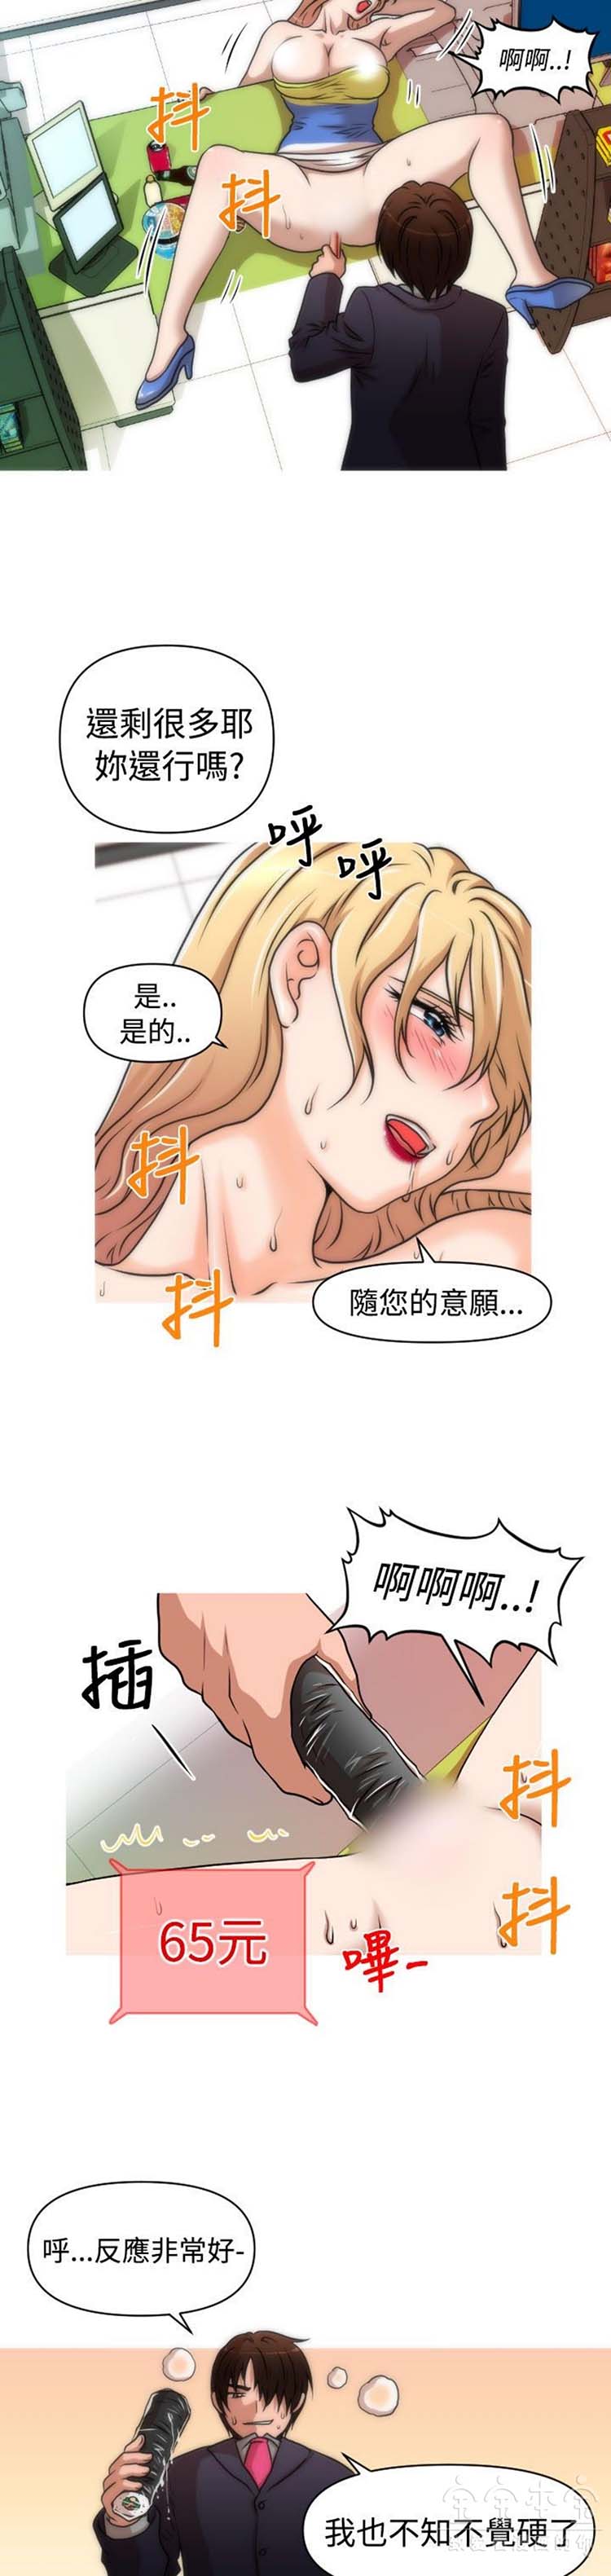 啊啊..!
抖
抖
還剩很多耶
妳還行嗎?
呼
呼
是..
是的..
抖
抖
隨您的意願...
啊啊啊..!
插
抖
抖
65元
嗶-
呼...反應非常好-
我也不知不覺硬了